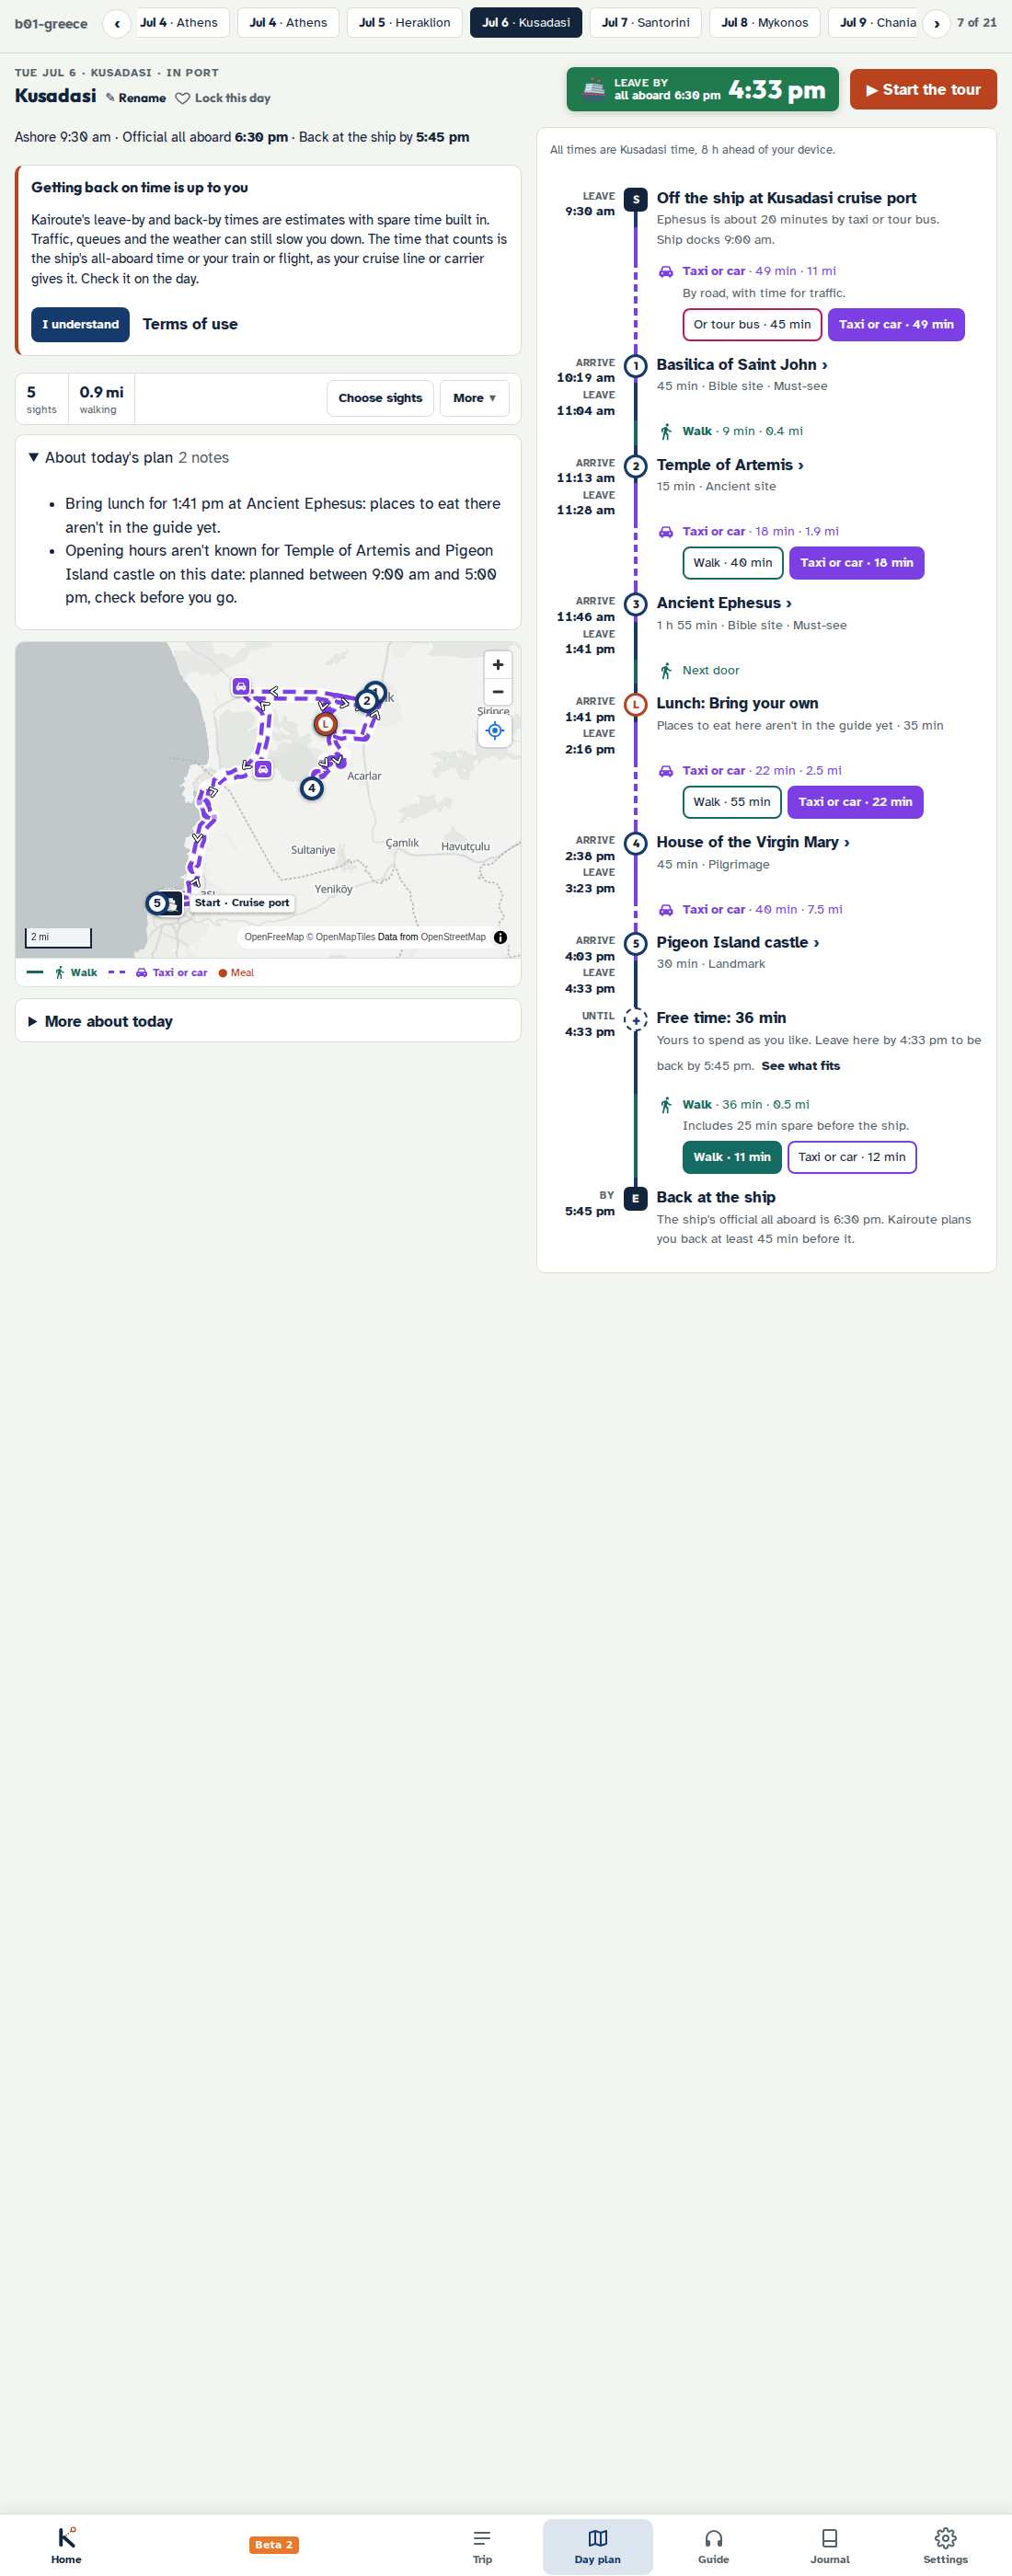 b01-greece
‹
Jul 4 · Athens
Jul 4 · Athens
Jul 5 · Heraklion
Jul 6 · Kusadasi
Jul 7 · Santorini
Jul 8 · Mykonos
Jul 9 · Chania
›
7 of 21
TUE JUL 6 · KUSADASI · IN PORT
Kusadasi ✎ Rename Lock this day
LEAVE BY
all aboard 6:30 pm 4:33 pm
▶ Start the tour
Ashore 9:30 am · Official all aboard 6:30 pm · Back at the ship by 5:45 pm
Getting back on time is up to you
Kairoute's leave-by and back-by times are estimates with spare time built in.
Traffic, queues and the weather can still slow you down. The time that counts is
the ship's all-aboard time or your train or flight, as your cruise line or carrier
gives it. Check it on the day.
I understand
Terms of use
5
sights
0.9 mi
walking
Choose sights
More ▼
▼ About today's plan 2 notes
• Bring lunch for 1:41 pm at Ancient Ephesus: places to eat there
aren't in the guide yet.
• Opening hours aren't known for Temple of Artemis and Pigeon
Island castle on this date: planned between 9:00 am and 5:00
pm, check before you go.
+
−
1
2
L
Şirince
4
Acarlar
Sultaniye
Çamlık
Havutçulu
Yeniköy
5
Start · Cruise port
2 mi
OpenFreeMap © OpenMapTiles Data from OpenStreetMap
Walk
Taxi or car
Meal
▶ More about today
All times are Kusadasi time, 8 h ahead of your device.
LEAVE
9:30 am
S
Off the ship at Kusadasi cruise port
Ephesus is about 20 minutes by taxi or tour bus.
Ship docks 9:00 am.
Taxi or car · 49 min · 11 mi
By road, with time for traffic.
Or tour bus · 45 min
Taxi or car · 49 min
ARRIVE
10:19 am
LEAVE
11:04 am
1
Basilica of Saint John ›
45 min · Bible site · Must-see
Walk · 9 min · 0.4 mi
ARRIVE
11:13 am
LEAVE
11:28 am
2
Temple of Artemis ›
15 min · Ancient site
Taxi or car · 18 min · 1.9 mi
Walk · 40 min
Taxi or car · 18 min
ARRIVE
11:46 am
LEAVE
1:41 pm
3
Ancient Ephesus ›
1 h 55 min · Bible site · Must-see
Next door
ARRIVE
1:41 pm
LEAVE
2:16 pm
L
Lunch: Bring your own
Places to eat here aren't in the guide yet · 35 min
Taxi or car · 22 min · 2.5 mi
Walk · 55 min
Taxi or car · 22 min
ARRIVE
2:38 pm
LEAVE
3:23 pm
4
House of the Virgin Mary ›
45 min · Pilgrimage
Taxi or car · 40 min · 7.5 mi
ARRIVE
4:03 pm
LEAVE
4:33 pm
5
Pigeon Island castle ›
30 min · Landmark
UNTIL
4:33 pm
+
Free time: 36 min
Yours to spend as you like. Leave here by 4:33 pm to be
back by 5:45 pm. See what fits
Walk · 36 min · 0.5 mi
Includes 25 min spare before the ship.
Walk · 11 min
Taxi or car · 12 min
BY
5:45 pm
E
Back at the ship
The ship's official all aboard is 6:30 pm. Kairoute plans
you back at least 45 min before it.
Home
Beta 2
Trip
Day plan
Guide
Journal
Settings